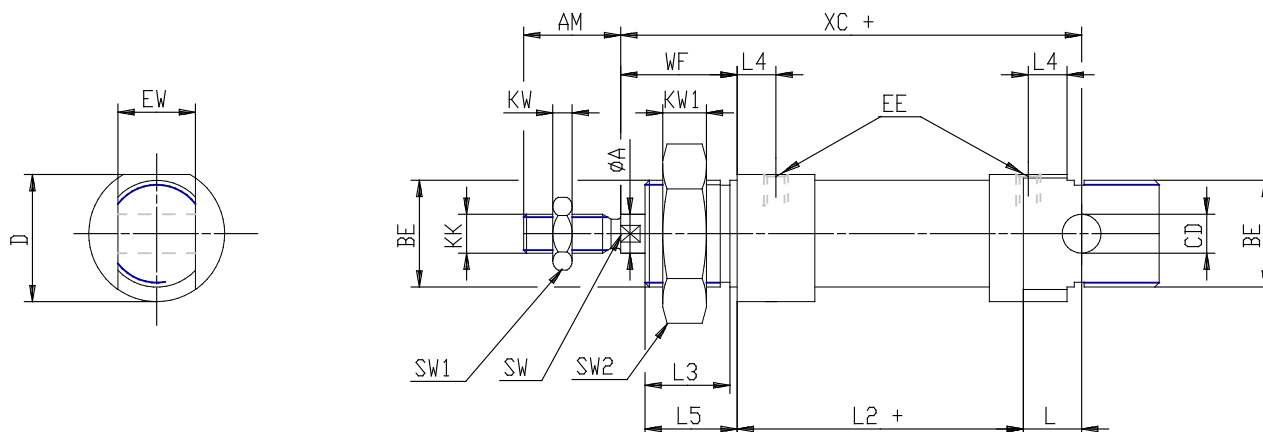 AM
XC +
WF
L4
L4
EW
KW
KW1
EE
ØA
D
BE
KK
CD
BE
SW1
SW
SW2
L3
L5
L2 +
L